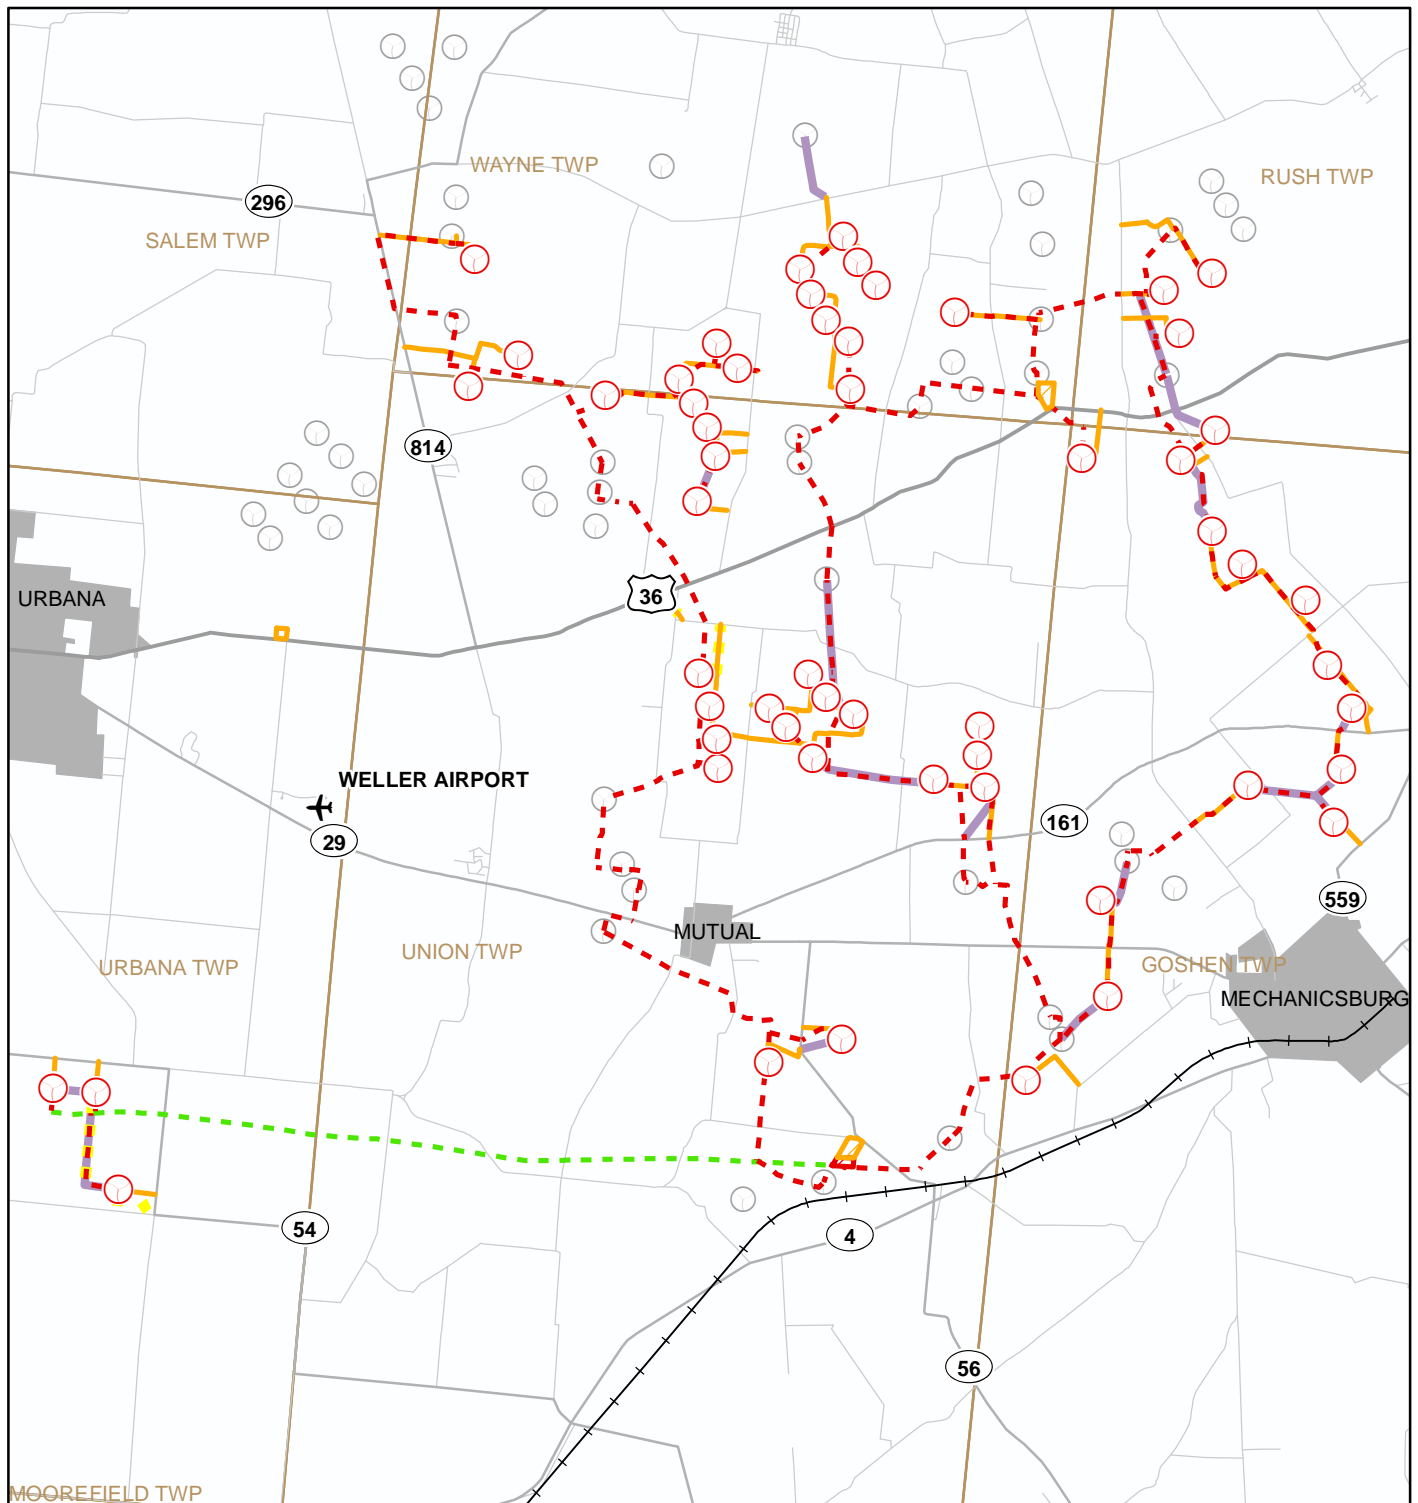 WAYNE TWP
RUSH TWP
296
SALEM TWP
814
36
URBANA
WELLER AIRPORT
29
161
559
MUTUAL
UNION TWP
URBANA TWP
GOSHEN TWP
MECHANICSBURG
54
4
56
MOOREFIELD TWP